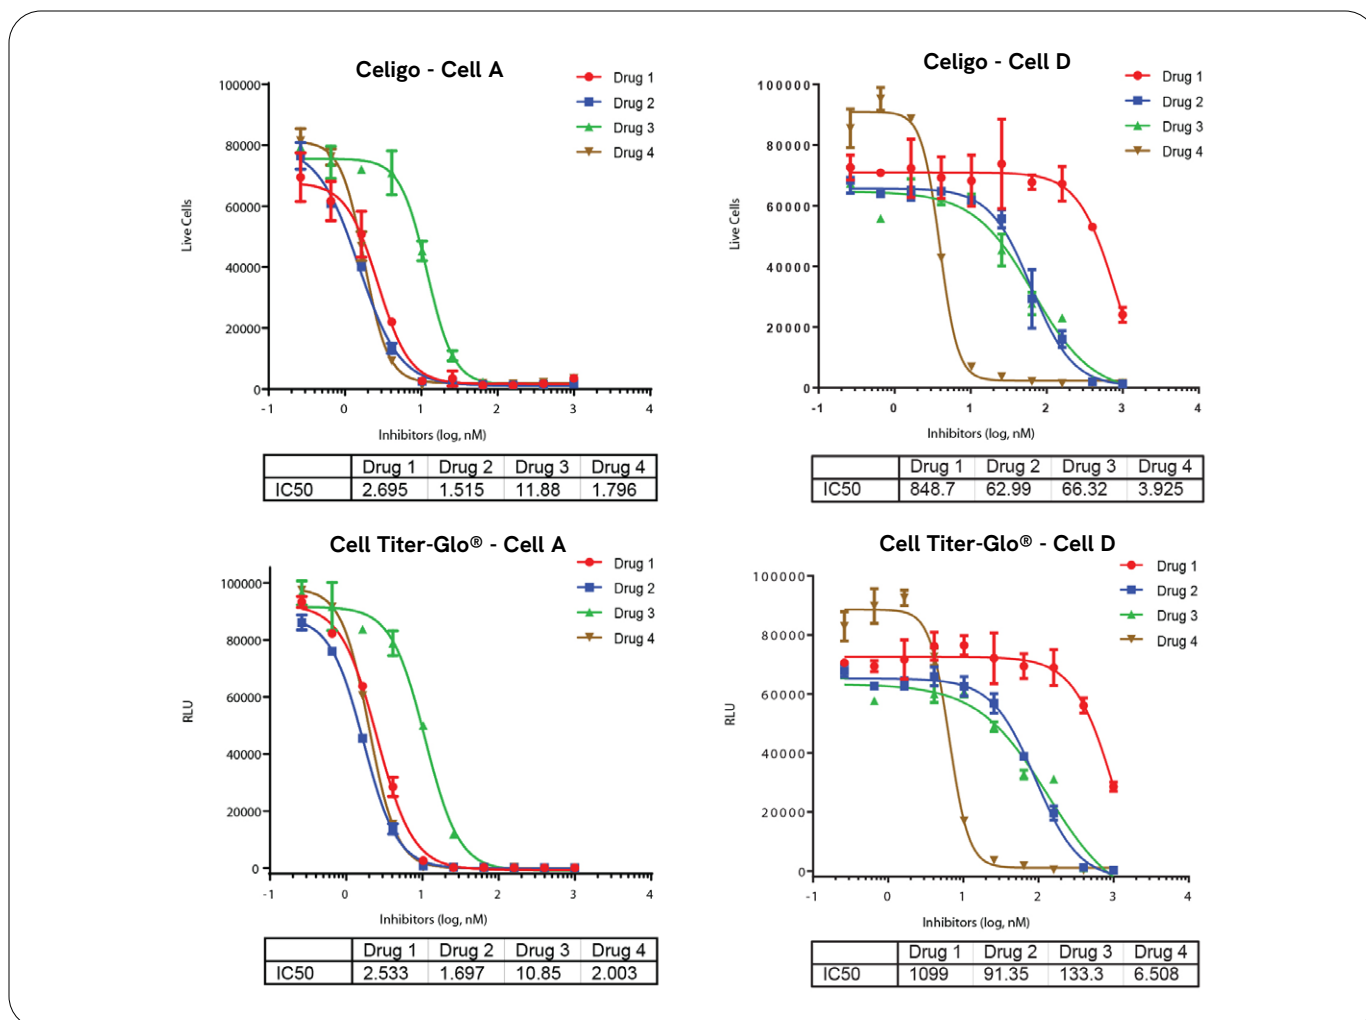 Celigo - Cell A
Drug 1
Drug 2
Drug 3
Drug 4
Live Cells
100000
80000
60000
40000
20000
0
-1 0 1 2 3 4
Inhibitors (log, nM)
Drug 1 Drug 2 Drug 3 Drug 4
IC50 2.695 1.515 11.88 1.796
Celigo - Cell D
Drug 1
Drug 2
Drug 3
Drug 4
Live Cells
100000
80000
60000
40000
20000
0
-1 0 1 2 3 4
Inhibitors (log, nM)
Drug 1 Drug 2 Drug 3 Drug 4
IC50 848.7 62.99 66.32 3.925
Cell Titer-Glo® - Cell A
Drug 1
Drug 2
Drug 3
Drug 4
RLU
100000
80000
60000
40000
20000
0
-1 0 1 2 3 4
Inhibitors (log, nM)
Drug 1 Drug 2 Drug 3 Drug 4
IC50 2.533 1.697 10.85 2.003
Cell Titer-Glo® - Cell D
Drug 1
Drug 2
Drug 3
Drug 4
RLU
100000
80000
60000
40000
20000
0
-1 0 1 2 3 4
Inhibitors (log, nM)
Drug 1 Drug 2 Drug 3 Drug 4
IC50 1099 91.35 133.3 6.508